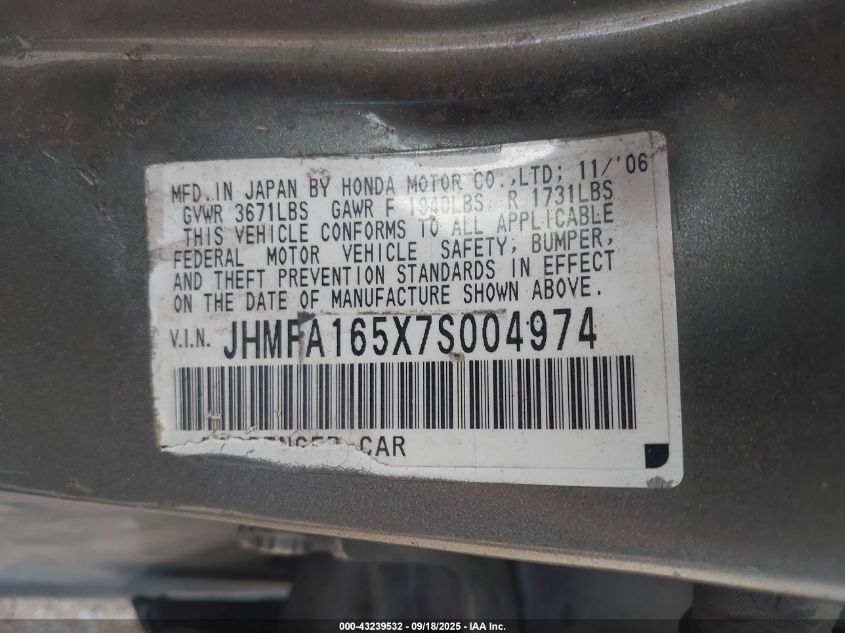 MFD. IN JAPAN BY HONDA MOTOR CO.,LTD; 11/'06
GVWR 3671LBS GAWR F 1940LBS R 1731LBS
THIS VEHICLE CONFORMS TO ALL APPLICABLE
FEDERAL MOTOR VEHICLE SAFETY, BUMPER,
AND THEFT PREVENTION STANDARDS IN EFFECT
ON THE DATE OF MANUFACTURE SHOWN ABOVE.
V.I.N. JHMFA165X7S004974
PASSENGER CAR
000-43239532 - 09/18/2025 - IAA Inc.